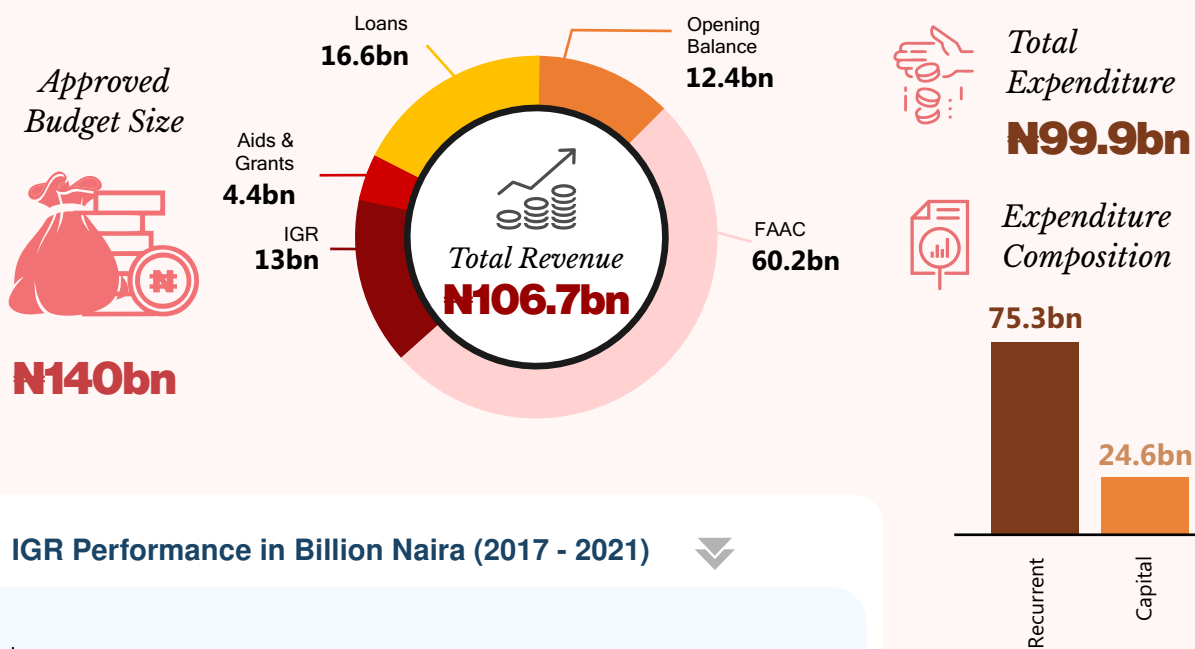 Approved
Budget Size
₦
₦140bn
Loans
16.6bn
Opening
Balance
12.4bn
Aids &
Grants
4.4bn
IGR
13bn
FAAC
60.2bn
Total Revenue
₦106.7bn
Total
Expenditure
₦99.9bn
Expenditure
Composition
75.3bn
24.6bn
Recurrent
Capital
IGR Performance in Billion Naira (2017 - 2021)